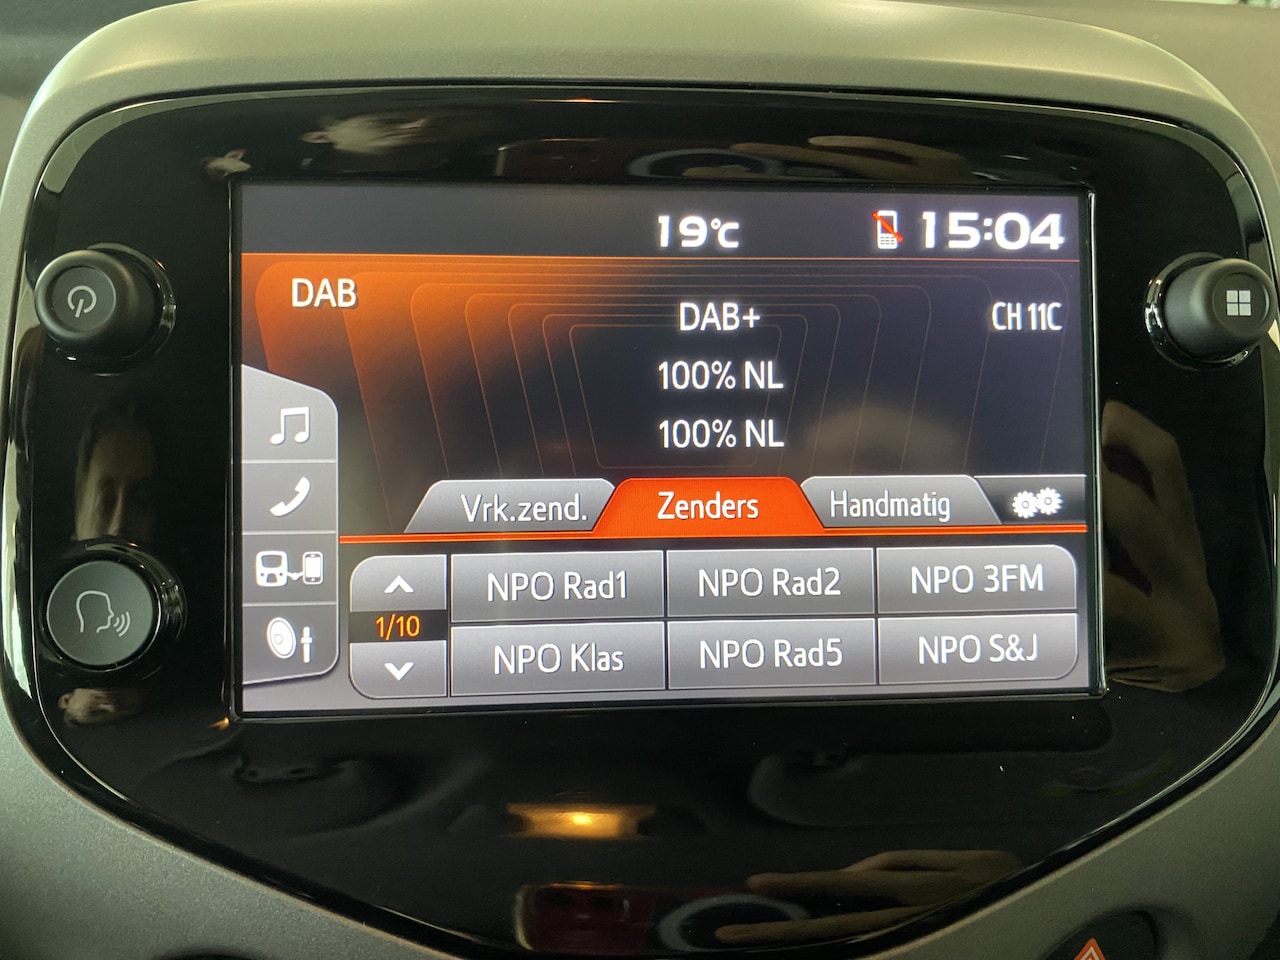 19°C 15:04
DAB
DAB+ CH 11C
100% NL
100% NL
Vrk.zend. Zenders Handmatig
NPO Rad1 NPO Rad2 NPO 3FM
1/10
NPO Klas NPO Rad5 NPO S&J